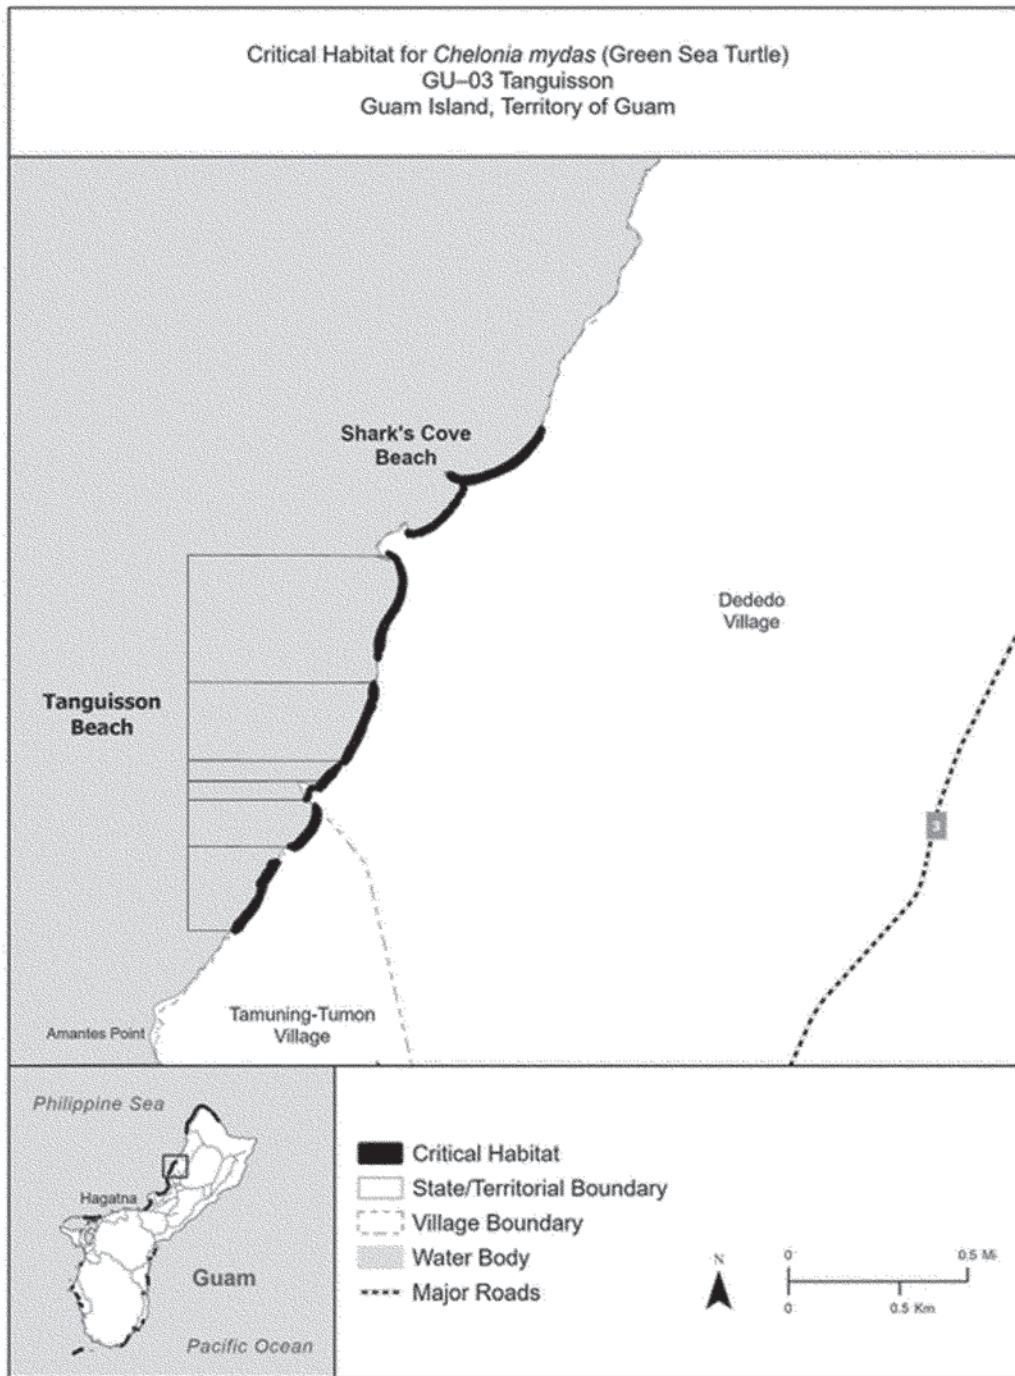 Critical Habitat for Chelonia mydas (Green Sea Turtle)
GU–03 Tanguisson
Guam Island, Territory of Guam
Shark's Cove
Beach
Dededo
Village
Tanguisson
Beach
3
Tamuning-Tumon
Village
Amantes Point
Philippine Sea
Hagatna
Guam
Pacific Ocean
Critical Habitat
State/Territorial Boundary
Village Boundary
Water Body
Major Roads
N
0 0.5 Mi
0 0.5 Km